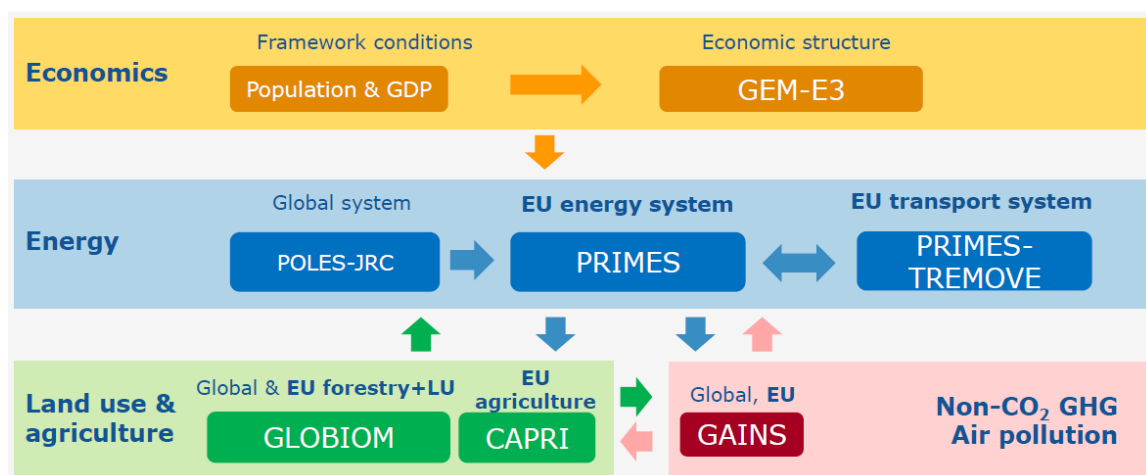 Economics
Framework conditions
Population & GDP
Economic structure
GEM-E3
Energy
Global system
POLES-JRC
EU energy system
PRIMES
EU transport system
PRIMES-
TREMOVE
Land use &
agriculture
Global & EU forestry+LU
GLOBIOM
EU
agriculture
CAPRI
Global, EU
GAINS
Non-CO₂ GHG
Air pollution